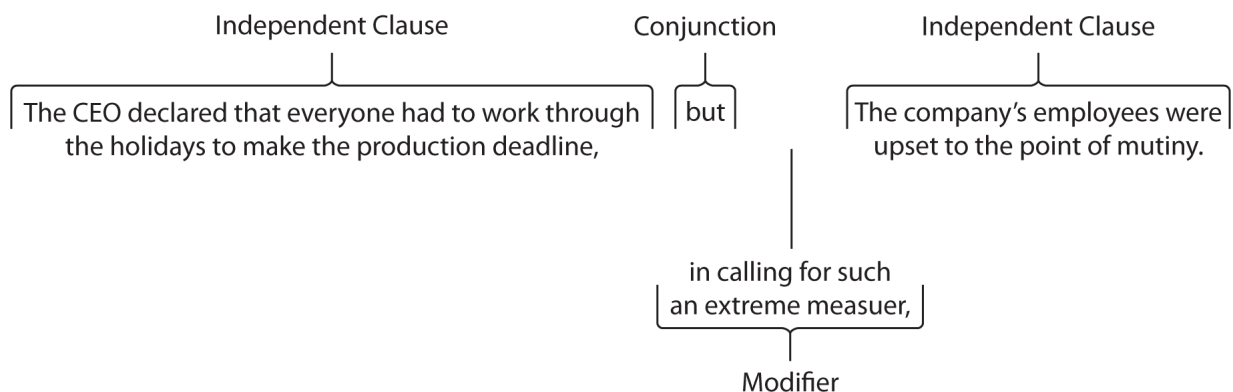 Independent Clause
Conjunction
Independent Clause
The CEO declared that everyone had to work through
the holidays to make the production deadline,
but
The company’s employees were
upset to the point of mutiny.
in calling for such
an extreme measuer,
Modifier